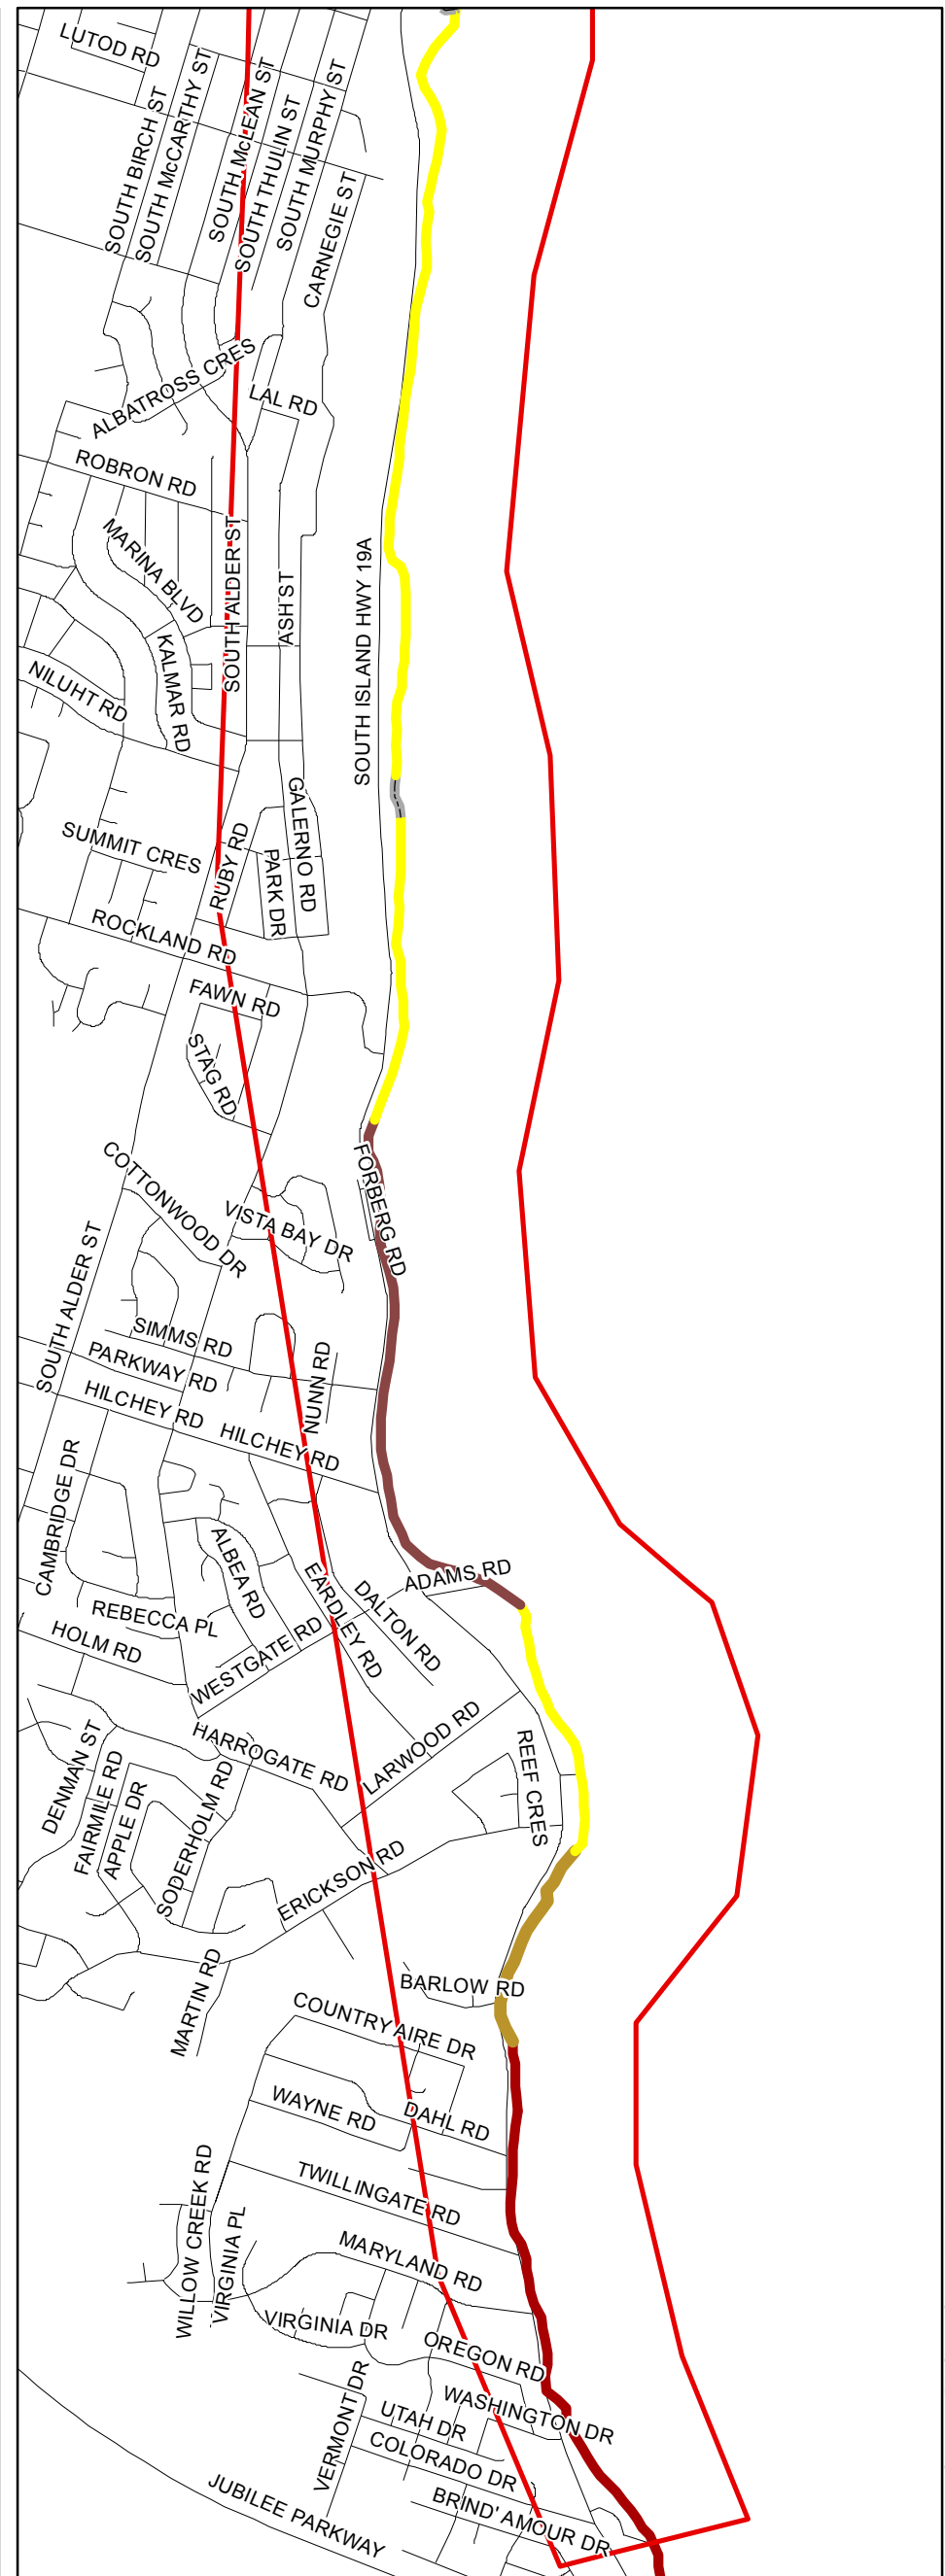 LUTOD RD
SOUTH BIRCH ST
SOUTH McCARTHY ST
SOUTH McLEAN ST
SOUTH THULIN ST
SOUTH MURPHY ST
CARNEGIE ST
ALBATROSS CRES
LAL RD
ROBRON RD
MARINA BLVD
SOUTH ALDER ST
ASH ST
SOUTH ISLAND HWY 19A
KALMAR RD
NILUHT RD
GALERNO RD
SUMMIT CRES
RUBY RD
PARK DR
ROCKLAND RD
FAWN RD
STAG RD
COTTONWOOD DR
FORBERG RD
VISTA BAY DR
SOUTH ALDER ST
SIMMS RD
PARKWAY RD
NUNN RD
HILCHEY RD
HILCHEY RD
CAMBRIDGE DR
ALBEA RD
EARDLEY RD
ADAMS RD
DALTON RD
REBECCA PL
HOLM RD
WESTGATE RD
LARWOOD RD
HARROGATE RD
REEF CRES
DENMAN ST
FAIRMILE RD
APPLE DR
SODERHOLM RD
ERICKSON RD
MARTIN RD
BARLOW RD
COUNTRY AIRE DR
WAYNE RD
DAHL RD
TWILLINGATE RD
WILLOW CREEK RD
VIRGINIA PL
MARYLAND RD
VIRGINIA DR
OREGON RD
WASHINGTON DR
VERMONT DR
UTAH DR
COLORADO DR
BRIND' AMOUR DR
JUBILEE PARKWAY